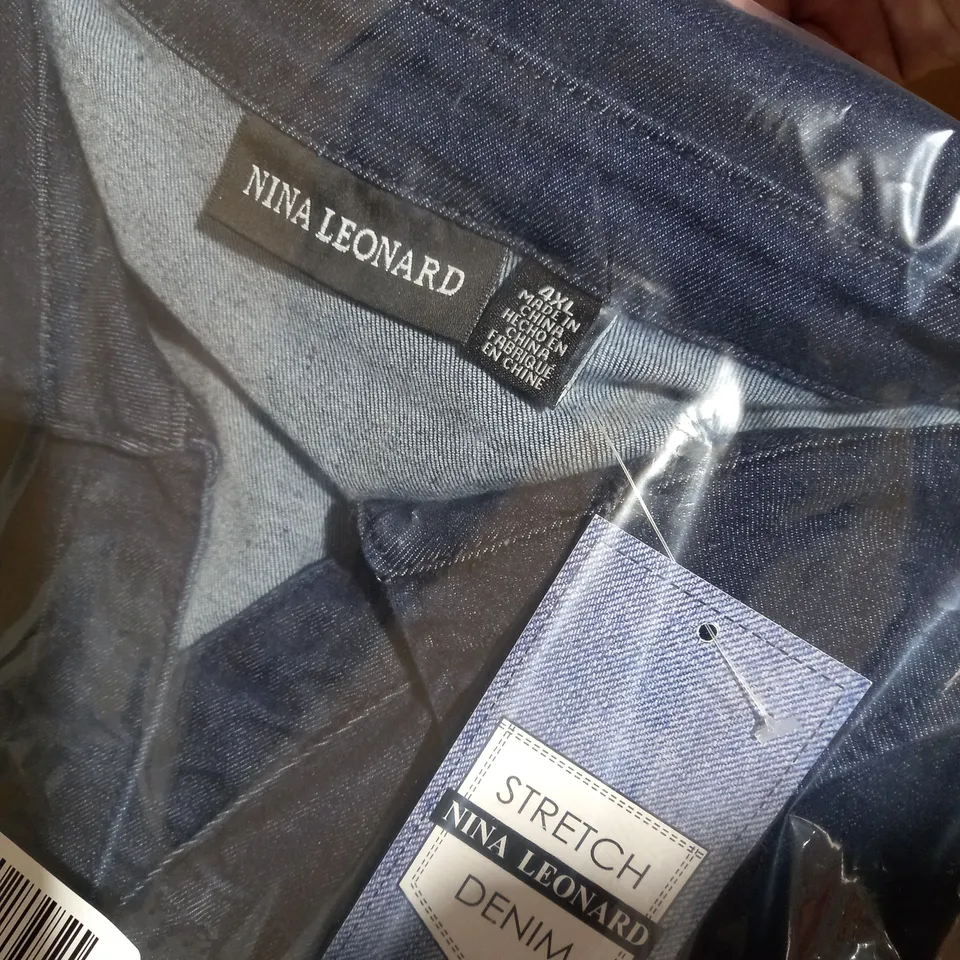 NINA LEONARD
4XL
MADE IN
CHINA
HECHO EN
CHINA
FABRIQUE
EN CHINE
STRETCH
NINA LEONARD
DENIM